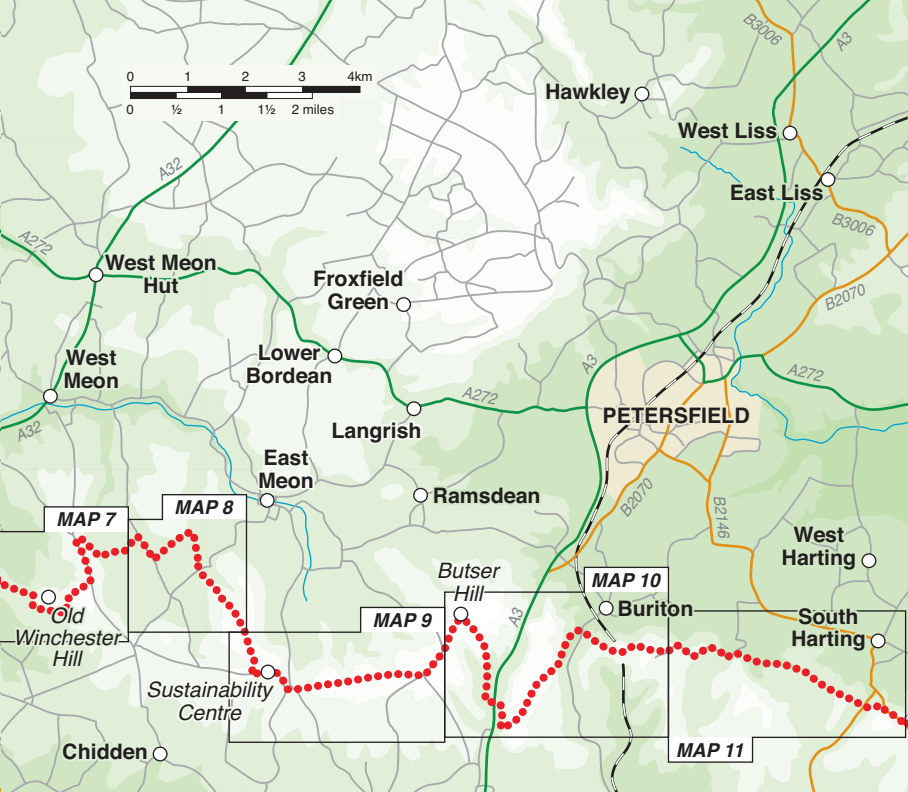 B3006
A3
0 1 2 3 4km
0 ½ 1 1½ 2 miles
Hawkley
West Liss
A32
East Liss
B3006
A272
West Meon
Hut
Froxfield
Green
B2070
Lower
Bordean
A3
West
Meon
A272
A272
PETERSFIELD
Langrish
A32
East
Meon
Ramsdean
B2070
B2146
MAP 8
MAP 7
West
Harting
Butser
Hill
MAP 10
Old
Winchester
Hill
Buriton
A3
MAP 9
South
Harting
Sustainability
Centre
Chidden
MAP 11